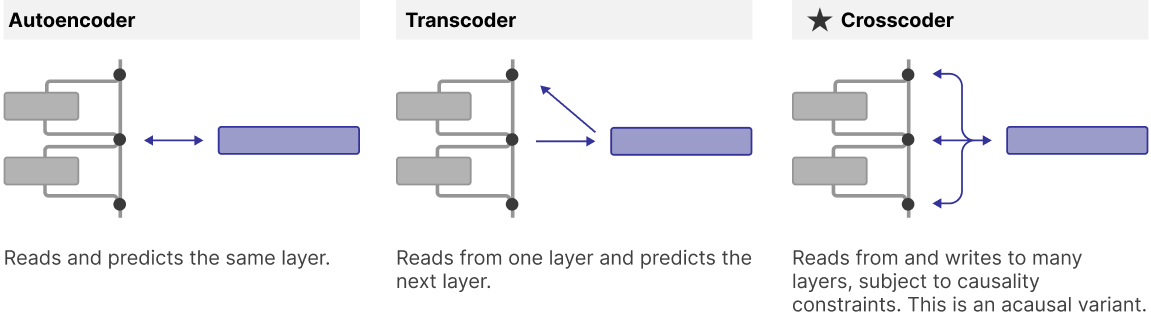 Autoencoder
Reads and predicts the same layer.
Transcoder
Reads from one layer and predicts the
next layer.
★ Crosscoder
Reads from and writes to many
layers, subject to causality
constraints. This is an acausal variant.